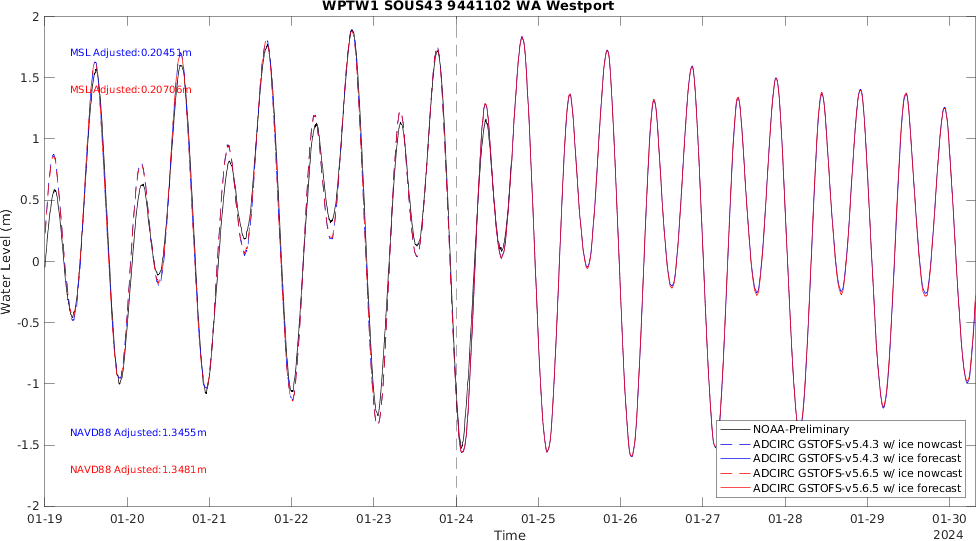 WPTW1 SOUS43 9441102 WA Westport
Water Level (m)
2
1.5
1
0.5
0
-0.5
-1
-1.5
-2
MSL Adjusted:0.20451m
MSL Adjusted:0.20706m
NAVD88 Adjusted:1.3455m
NAVD88 Adjusted:1.3481m
NOAA-Preliminary
ADCIRC GSTOFS-v5.4.3 w/ ice nowcast
ADCIRC GSTOFS-v5.4.3 w/ ice forecast
ADCIRC GSTOFS-v5.6.5 w/ ice nowcast
ADCIRC GSTOFS-v5.6.5 w/ ice forecast
01-19 01-20 01-21 01-22 01-23 01-24 01-25 01-26 01-27 01-28 01-29 01-30
Time
2024